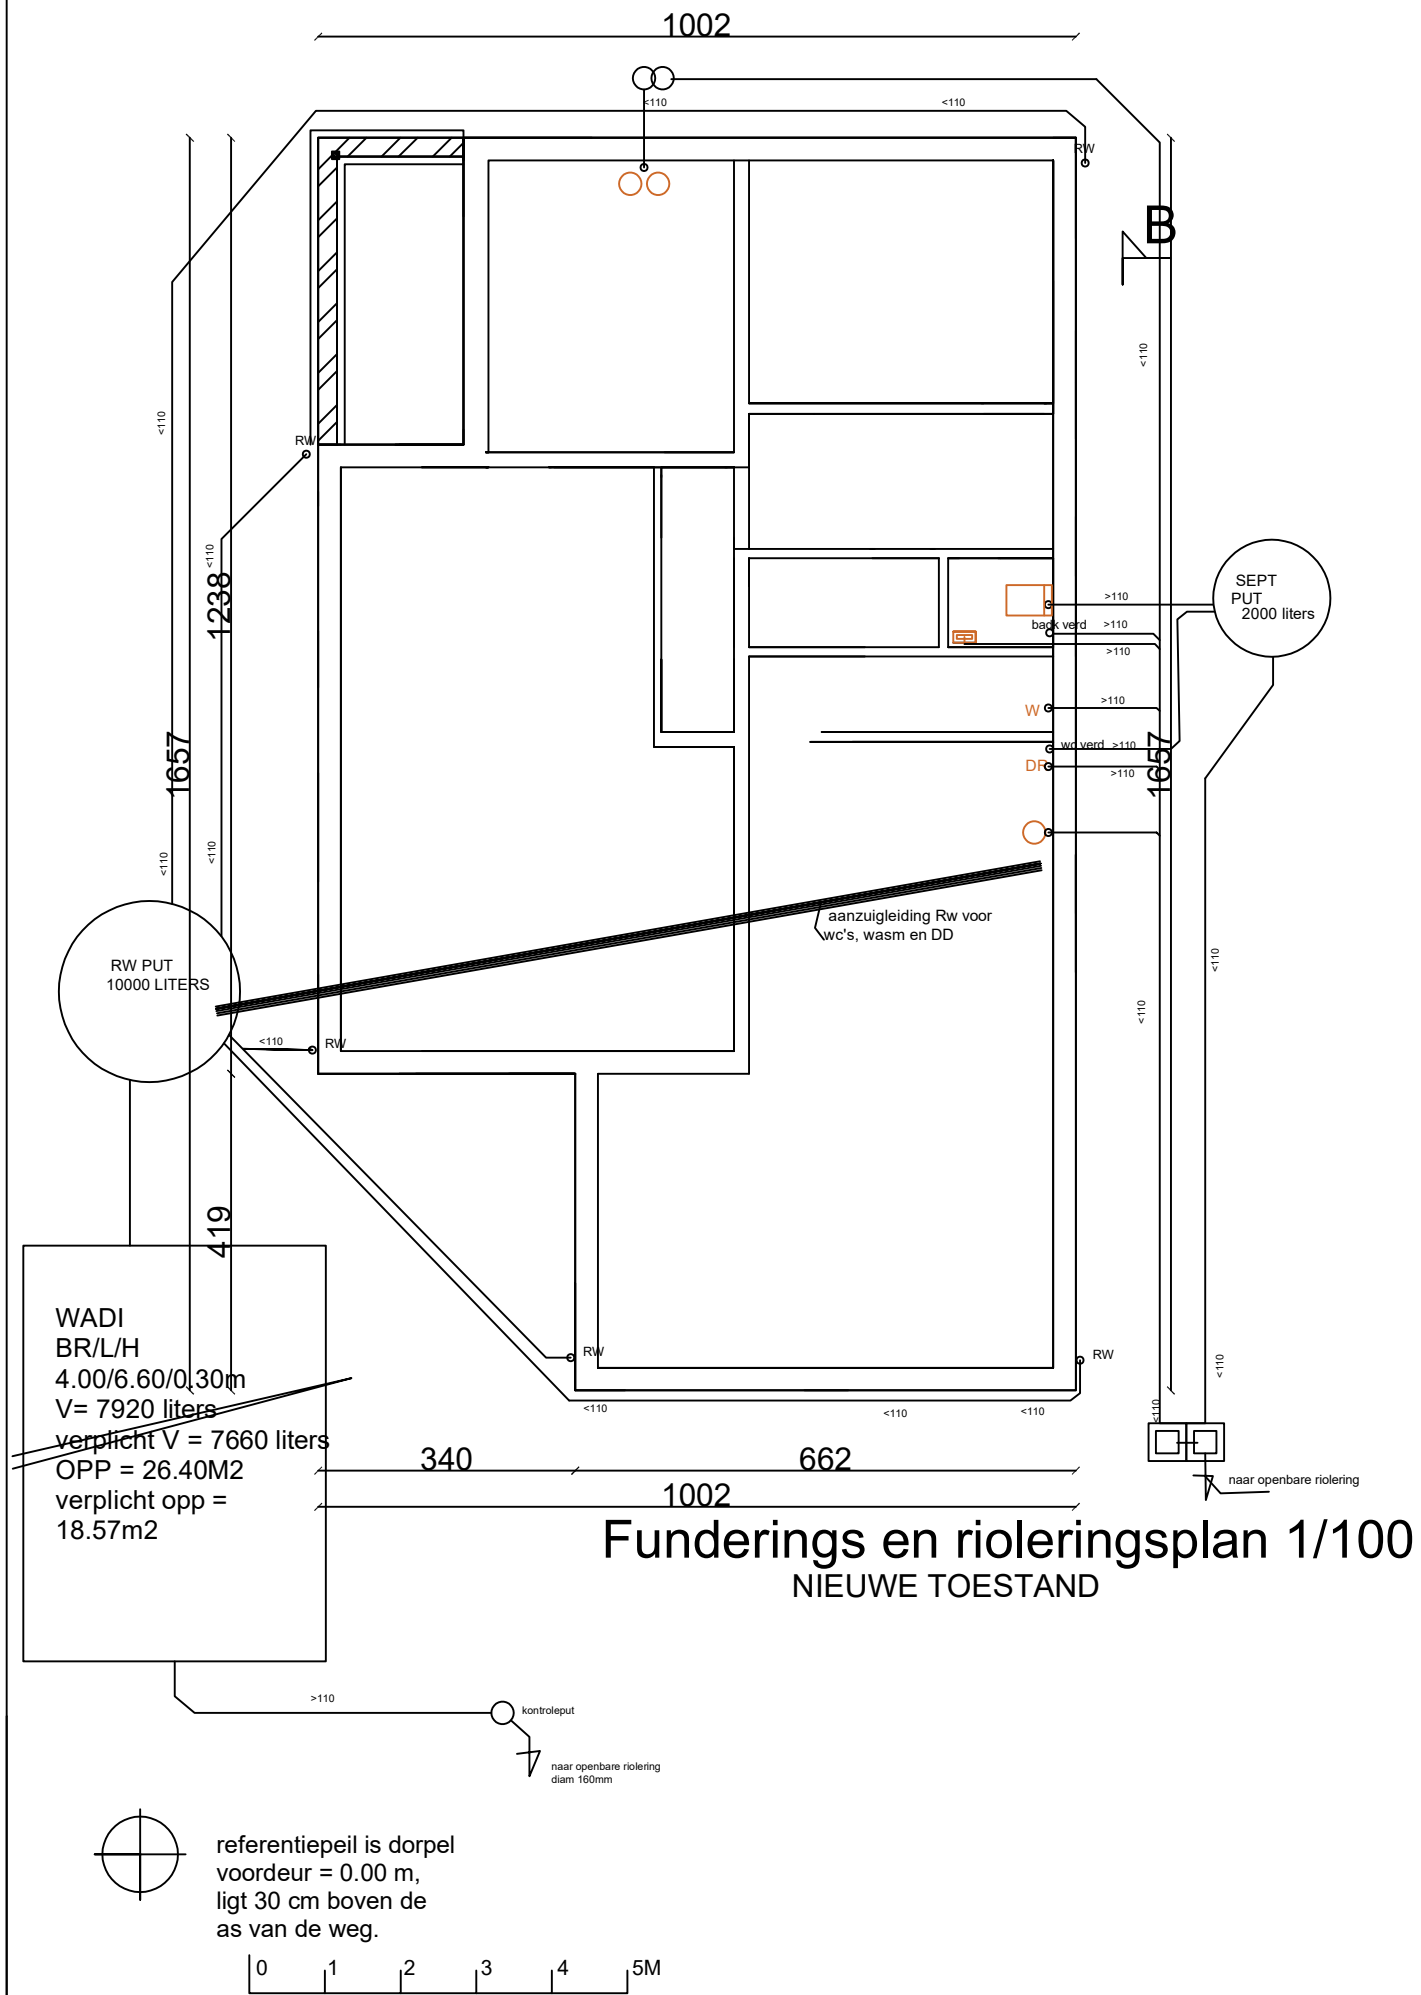 1002
<110
<110
RW
B
<110
<110
RW
<110
1238
SEPT
PUT
2000 liters
>110
back verd
>110
>110
W
>110
wc verd
>110
DR
>110
1657
1657
<110
<110
aanzuigleiding Rw voor
wc's, wasm en DD
RW PUT
10000 LITERS
<110
<110
<110
RW
419
WADI
BR/L/H
4.00/6.60/0.30m
V= 7920 liters
verplicht V = 7660 liters
OPP = 26.40M2
verplicht opp =
18.57m2
RW
RW
<110
<110
<110
<110
<110
340
662
1002
naar openbare riolering
Funderings en rioleringsplan 1/100
NIEUWE TOESTAND
>110
kontroleput
naar openbare riolering
diam 160mm
referentiepeil is dorpel
voordeur = 0.00 m,
ligt 30 cm boven de
as van de weg.
0 1 2 3 4 5M